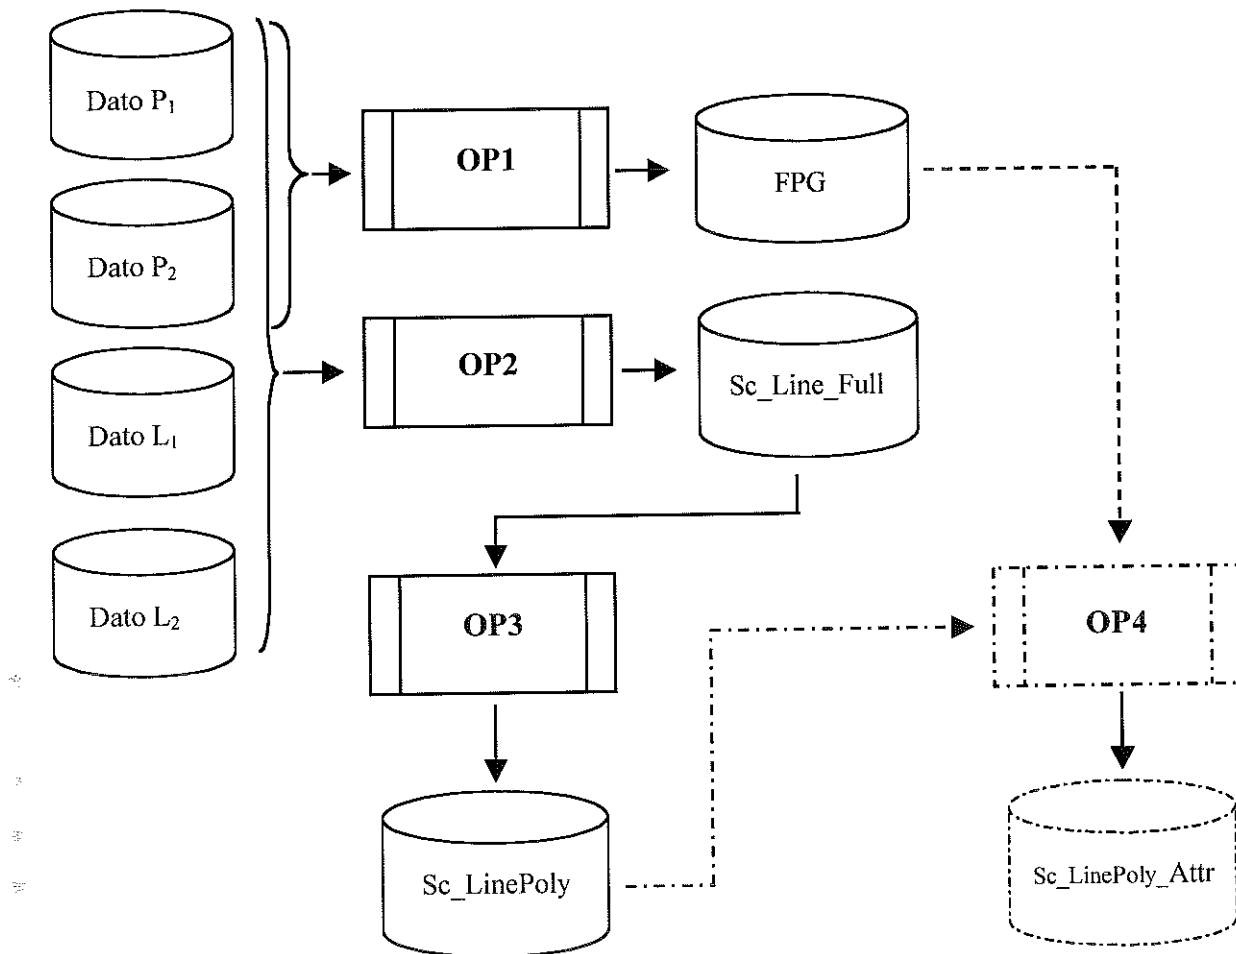 Dato P₁
OP1
FPG
Dato P₂
OP2
Sc_Line_Full
Dato L₁
Dato L₂
OP3
OP4
Sc_LinePoly
Sc_LinePoly_Attr